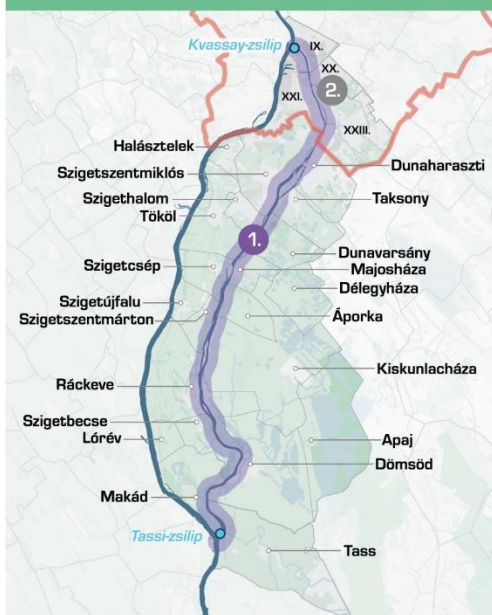 Kvassay-zsilip
IX.
XX.
2.
XXI.
XXIII.
Halásztelek
Dunaharaszti
Szigetszentmiklós
Szigethalom
Taksony
Tököl
1.
Dunavarsány
Szigetcsép
Majosháza
Délegyháza
Szigetújfalu
Szigetszentmárton
Áporka
Kiskunlacháza
Ráckeve
Szigetbecse
Lórév
Apaj
Dömsöd
Makád
Tassi-zsilip
Tass